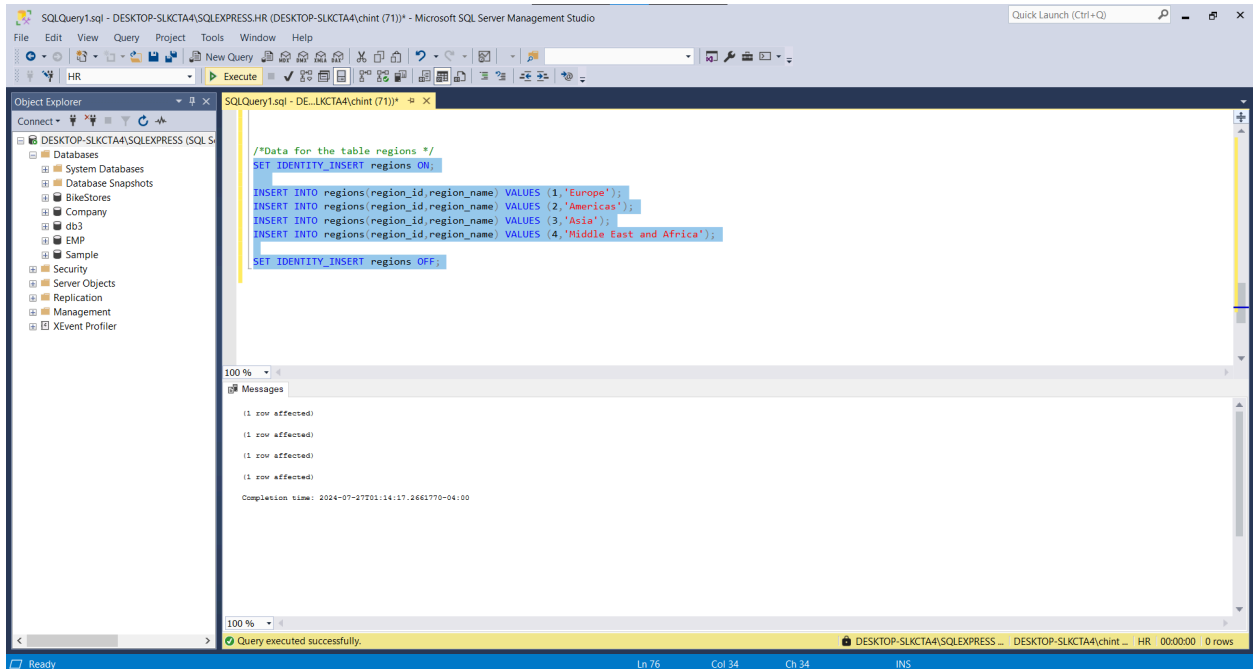 SQLQuery1.sql - DESKTOP-SLKCTA4\SQLEXPRESS.HR (DESKTOP-SLKCTA4\chint (71))* - Microsoft SQL Server Management Studio
Quick Launch (Ctrl+Q)
File Edit View Query Project Tools Window Help
New Query
HR
Execute
Object Explorer
Connect
DESKTOP-SLKCTA4\SQLEXPRESS (SQL S
Databases
System Databases
Database Snapshots
BikeStores
Company
db3
EMP
Sample
Security
Server Objects
Replication
Management
XEvent Profiler
SQLQuery1.sql - DE...LKCTA4\chint (71))*
/*Data for the table regions */
SET IDENTITY_INSERT regions ON;
INSERT INTO regions(region_id,region_name) VALUES (1,'Europe');
INSERT INTO regions(region_id,region_name) VALUES (2,'Americas');
INSERT INTO regions(region_id,region_name) VALUES (3,'Asia');
INSERT INTO regions(region_id,region_name) VALUES (4,'Middle East and Africa');
SET IDENTITY_INSERT regions OFF;
100 %
Messages
(1 row affected)
(1 row affected)
(1 row affected)
(1 row affected)
Completion time: 2024-07-27T01:14:17.2661770-04:00
100 %
Query executed successfully.
DESKTOP-SLKCTA4\SQLEXPRESS ... DESKTOP-SLKCTA4\chint ... HR 00:00:00 0 rows
Ready
Ln 76 Col 34 Ch 34 INS